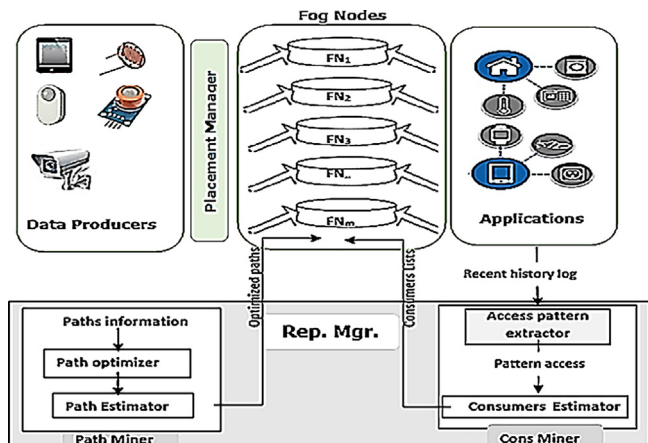 Fog Nodes
Placement Manager
FN1
FN2
FN3
FN..
FNm
Data Producers
Applications
Optimized paths
Consumers Lists
Recent history log
Paths information
Path optimizer
Path Estimator
Path Miner
Rep. Mgr.
Access pattern
extractor
Pattern access
Consumers Estimator
Cons Miner